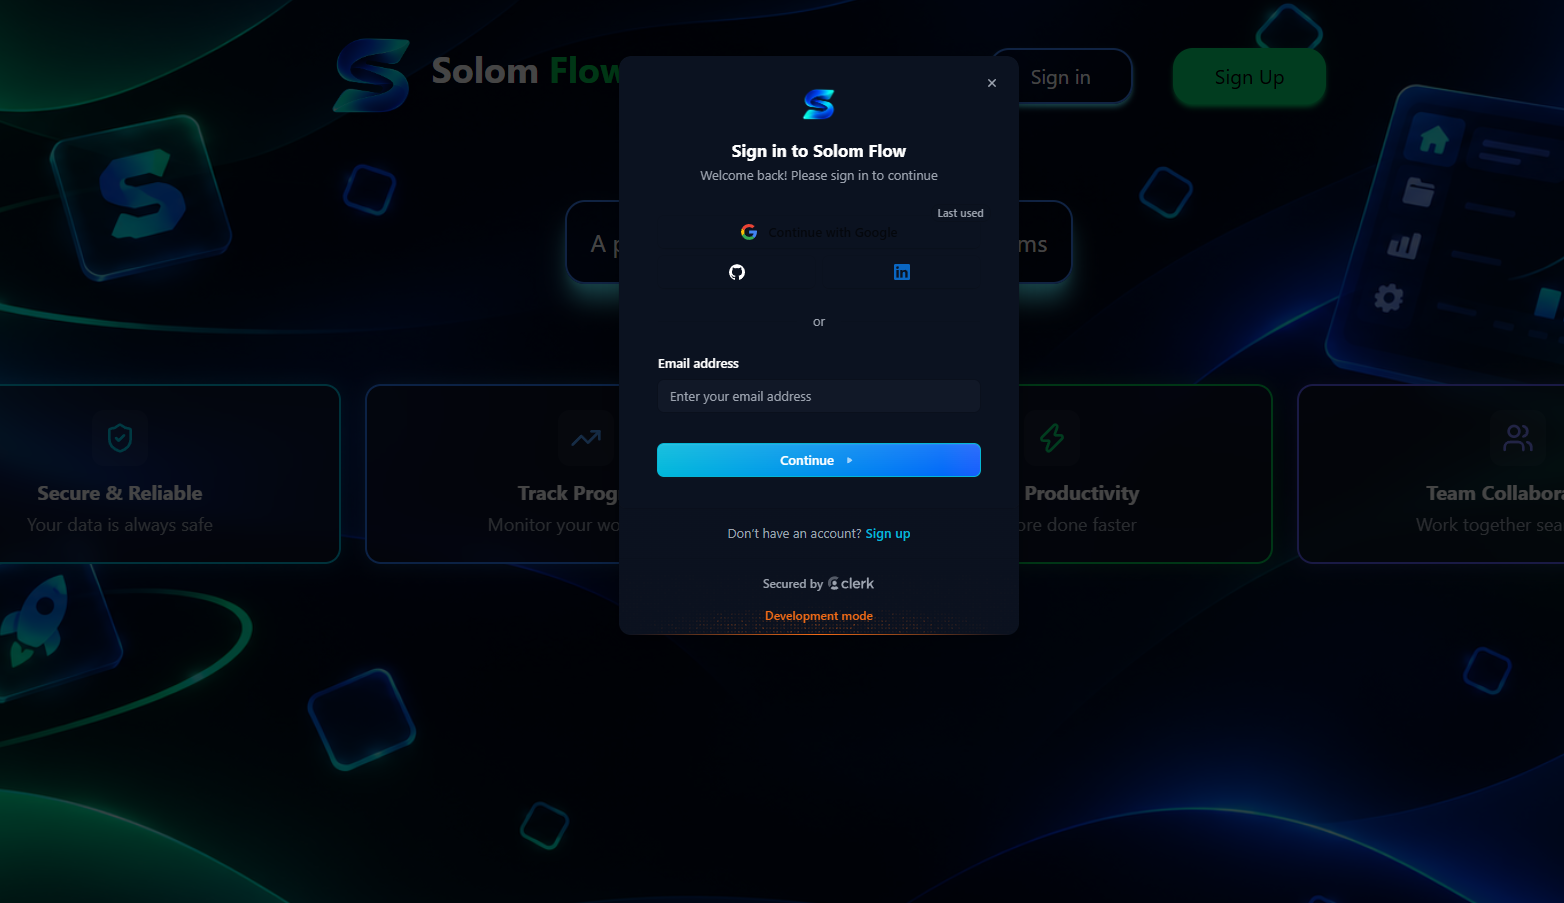 Solom Flow
Sign in
Sign Up
Sign in to Solom Flow
Welcome back! Please sign in to continue
Last used
Continue with Google
A p
ms
or
Email address
Enter your email address
Continue
Secure & Reliable
Your data is always safe
Track Prog
Monitor your wo
Productivity
ore done faster
Team Collabora
Work together sea
Don't have an account? Sign up
Secured by clerk
Development mode